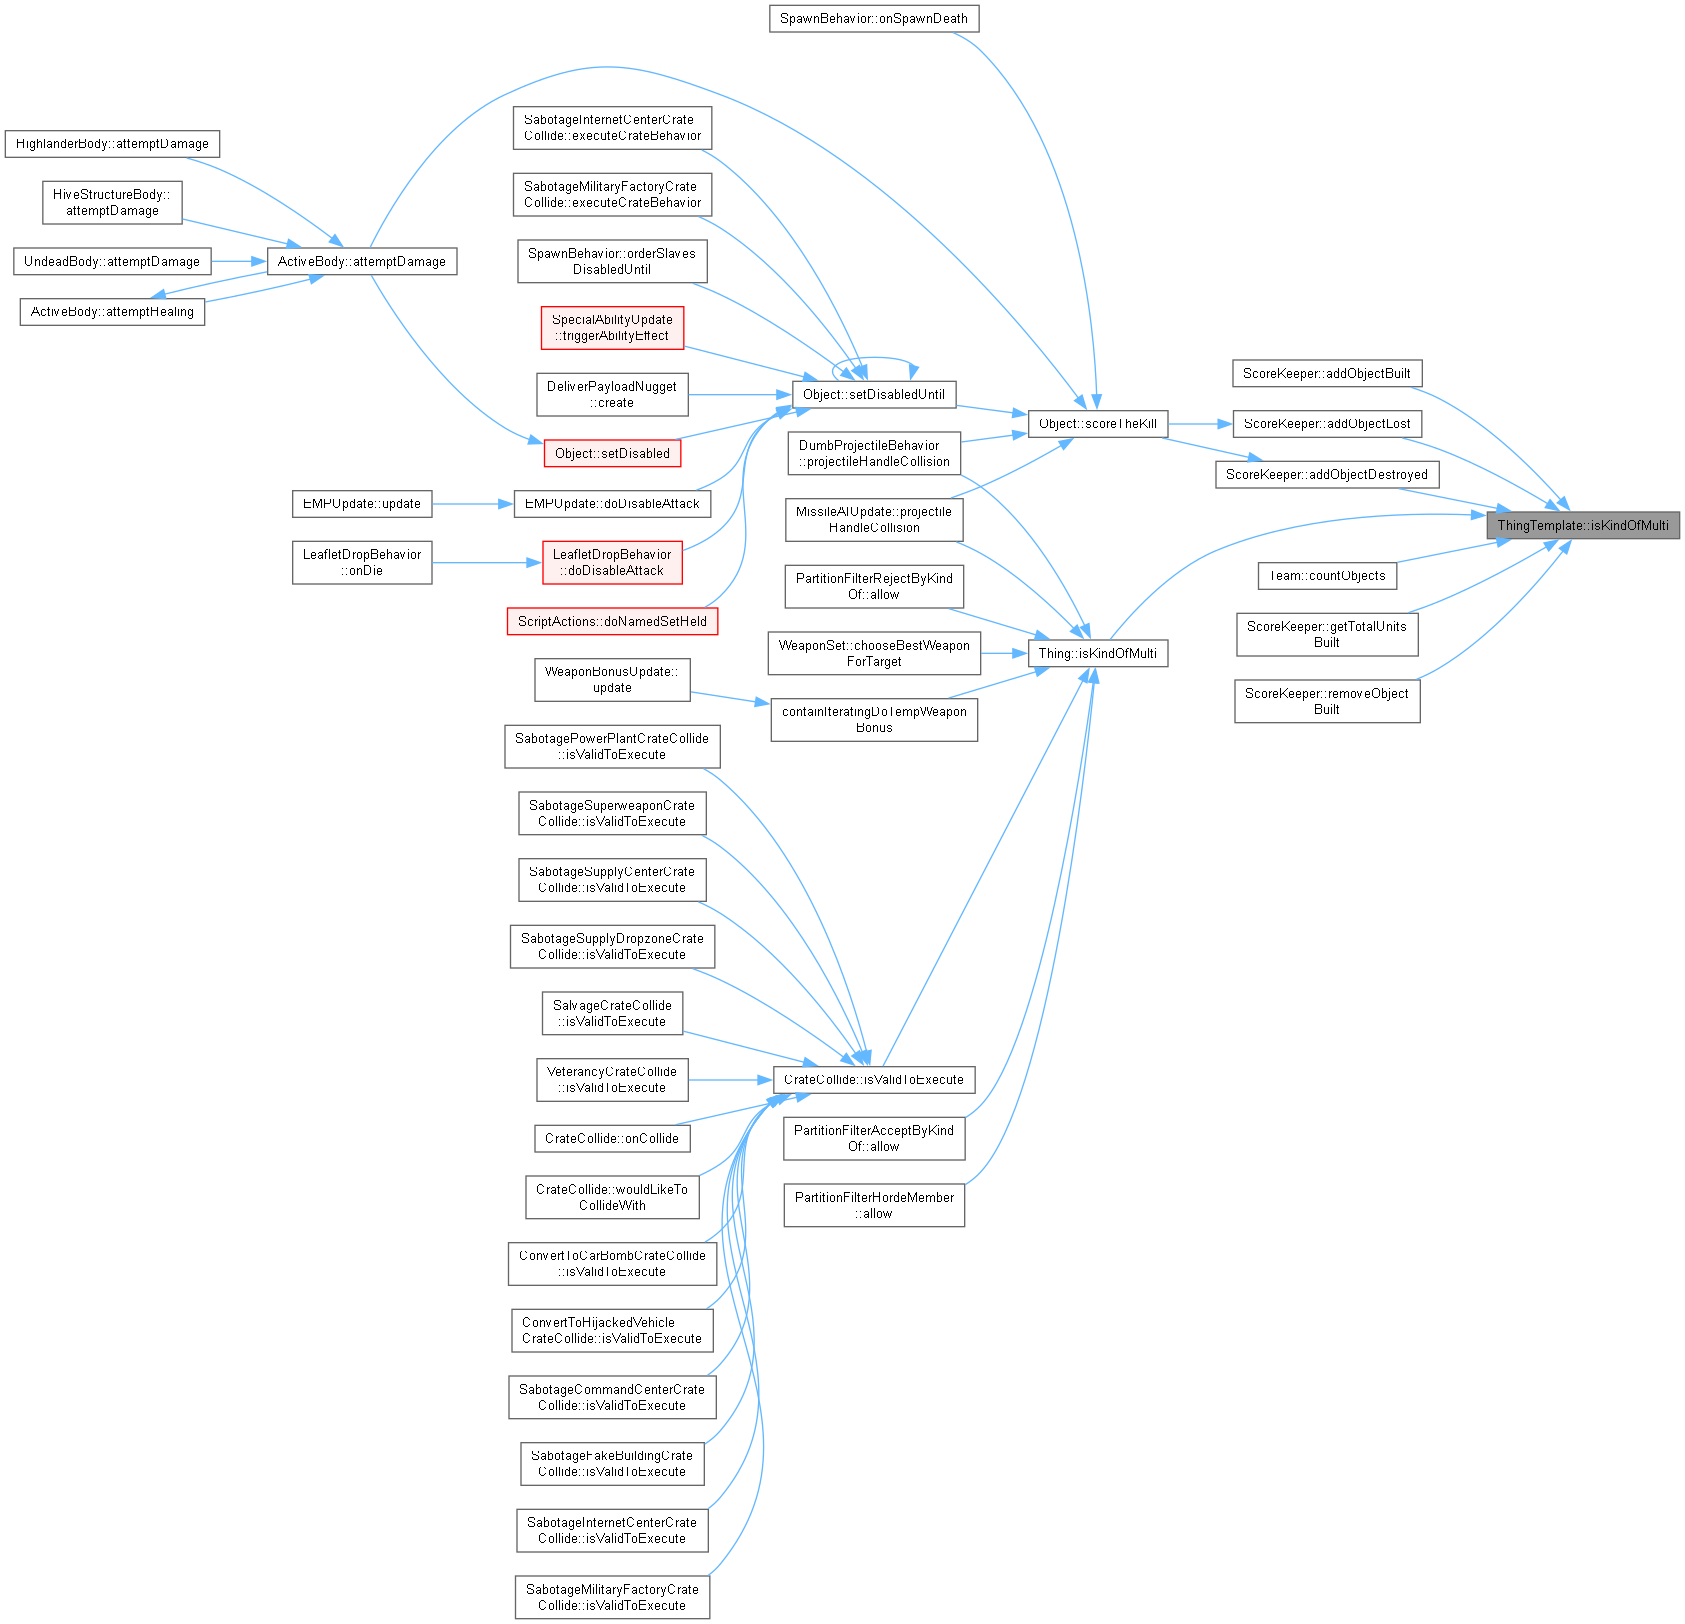 SpawnBehavior::onSpawnDeath
SabotageInternetCenterCrate
Collide::executeCrateBehavior
HighlanderBody::attemptDamage
SabotageMilitaryFactoryCrate
Collide::executeCrateBehavior
HiveStructureBody::
attemptDamage
SpawnBehavior::orderSlaves
DisabledUntil
UndeadBody::attemptDamage
ActiveBody::attemptDamage
ActiveBody::attemptHealing
SpecialAbilityUpdate
::triggerAbilityEffect
DeliverPayloadNugget
::create
Object::setDisabledUntil
ScoreKeeper::addObjectBuilt
Object::scoreTheKill
ScoreKeeper::addObjectLost
Object::setDisabled
DumbProjectileBehavior
::projectileHandleCollision
ScoreKeeper::addObjectDestroyed
EMPUpdate::update
EMPUpdate::doDisableAttack
MissileAIUpdate::projectile
HandleCollision
ThingTemplate::isKindOfMulti
LeafletDropBehavior
::onDie
LeafletDropBehavior
::doDisableAttack
PartitionFilterRejectByKind
Of::allow
Team::countObjects
ScriptActions::doNamedSetHeld
ScoreKeeper::getTotalUnits
Built
WeaponSet::chooseBestWeapon
ForTarget
Thing::isKindOfMulti
WeaponBonusUpdate::
update
ScoreKeeper::removeObject
Built
containIteratingDoTempWeapon
Bonus
SabotagePowerPlantCrateCollide
::isValidToExecute
SabotageSuperweaponCrate
Collide::isValidToExecute
SabotageSupplyCenterCrate
Collide::isValidToExecute
SabotageSupplyDropzoneCrate
Collide::isValidToExecute
SalvageCrateCollide
::isValidToExecute
VeterancyCrateCollide
::isValidToExecute
CrateCollide::isValidToExecute
CrateCollide::onCollide
PartitionFilterAcceptByKind
Of::allow
CrateCollide::wouldLikeTo
CollideWith
PartitionFilterHordeMember
::allow
ConvertToCarBombCrateCollide
::isValidToExecute
ConvertToHijackedVehicle
CrateCollide::isValidToExecute
SabotageCommandCenterCrate
Collide::isValidToExecute
SabotageFakeBuildingCrate
Collide::isValidToExecute
SabotageInternetCenterCrate
Collide::isValidToExecute
SabotageMilitaryFactoryCrate
Collide::isValidToExecute